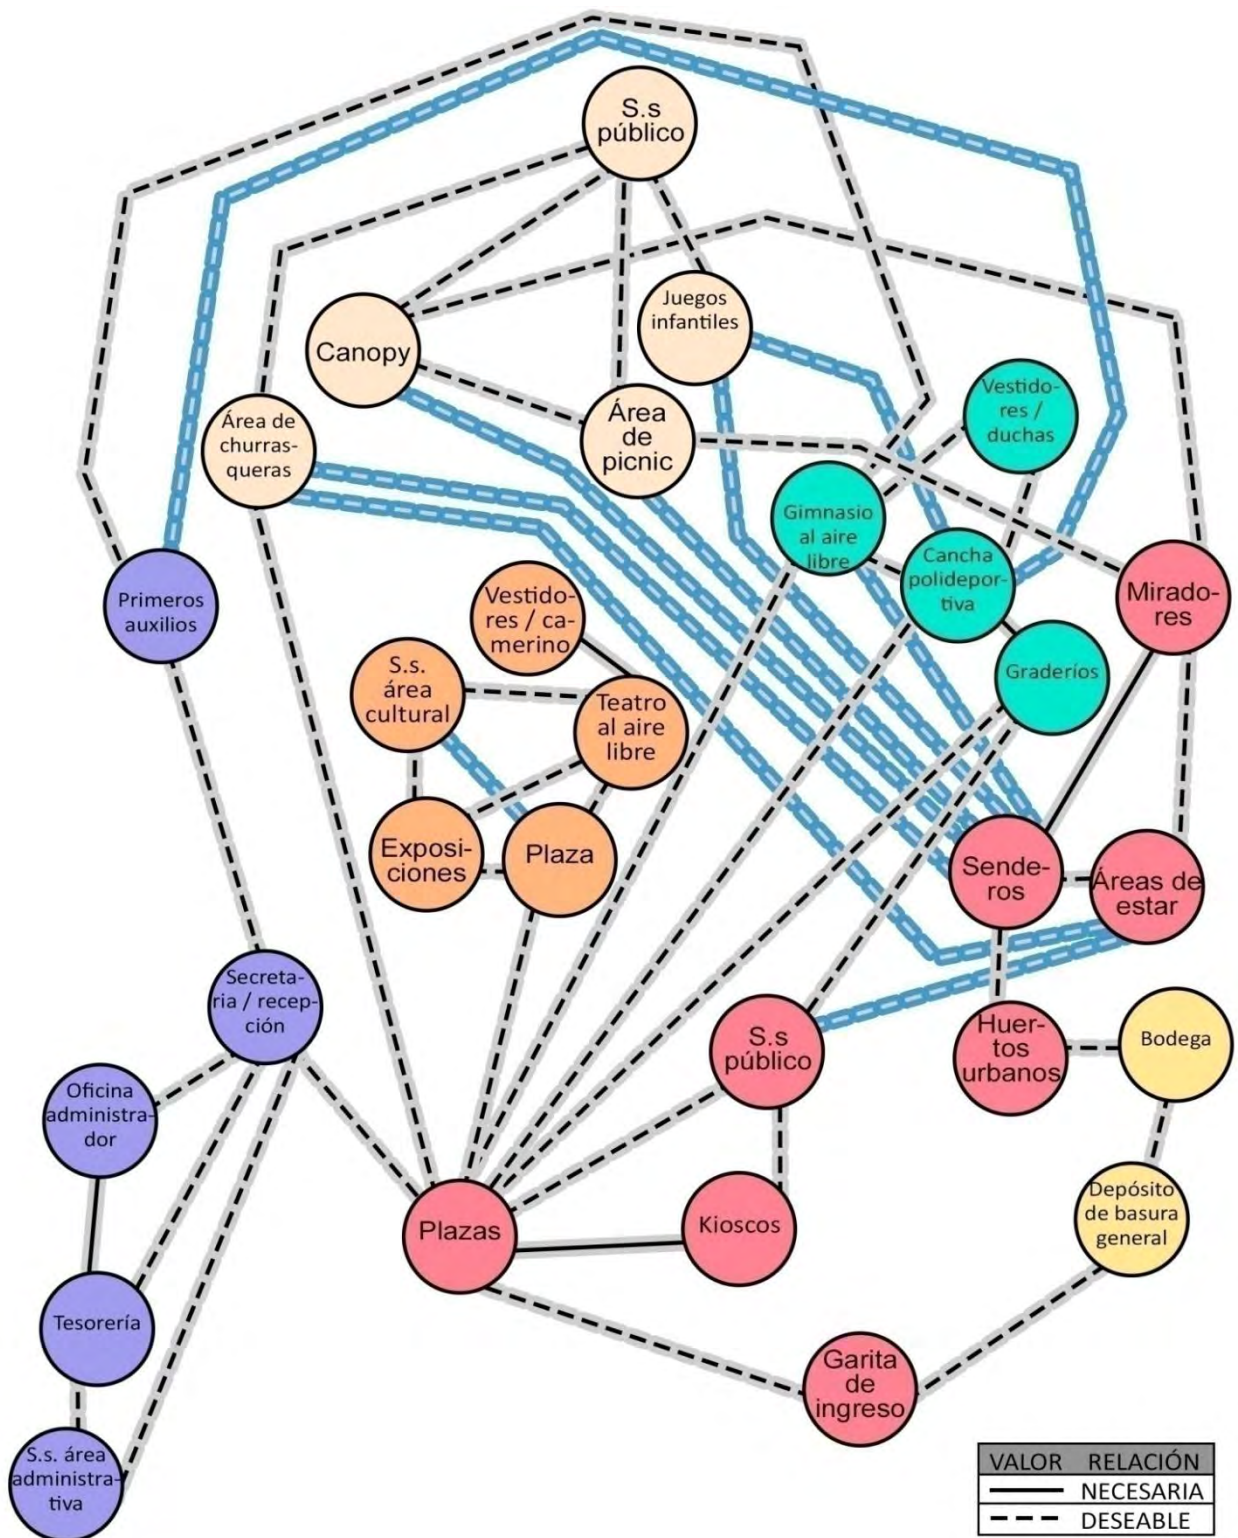 S.s
público
Juegos
infantiles
Canopy
Vestido-
res /
duchas
Área de
churras-
queras
Área
de
picnic
Gimnasio
al aire
libre
Cancha
polidepor-
tiva
Mirado-
res
Primeros
auxilios
Vestido-
res / ca-
merino
S.s.
área
cultural
Teatro
al aire
libre
Graderíos
Exposi-
ciones
Plaza
Sende-
ros
Áreas de
estar
Secreta-
ria / recep-
ción
S.s
público
Huer-
tos
urbanos
Bodega
Oficina
administra-
dor
Plazas
Kioscos
Depósito
de basura
general
Tesorería
Garita
de
ingreso
S.s. área
administra-
tiva
VALOR RELACIÓN
NECESARIA
DESEABLE